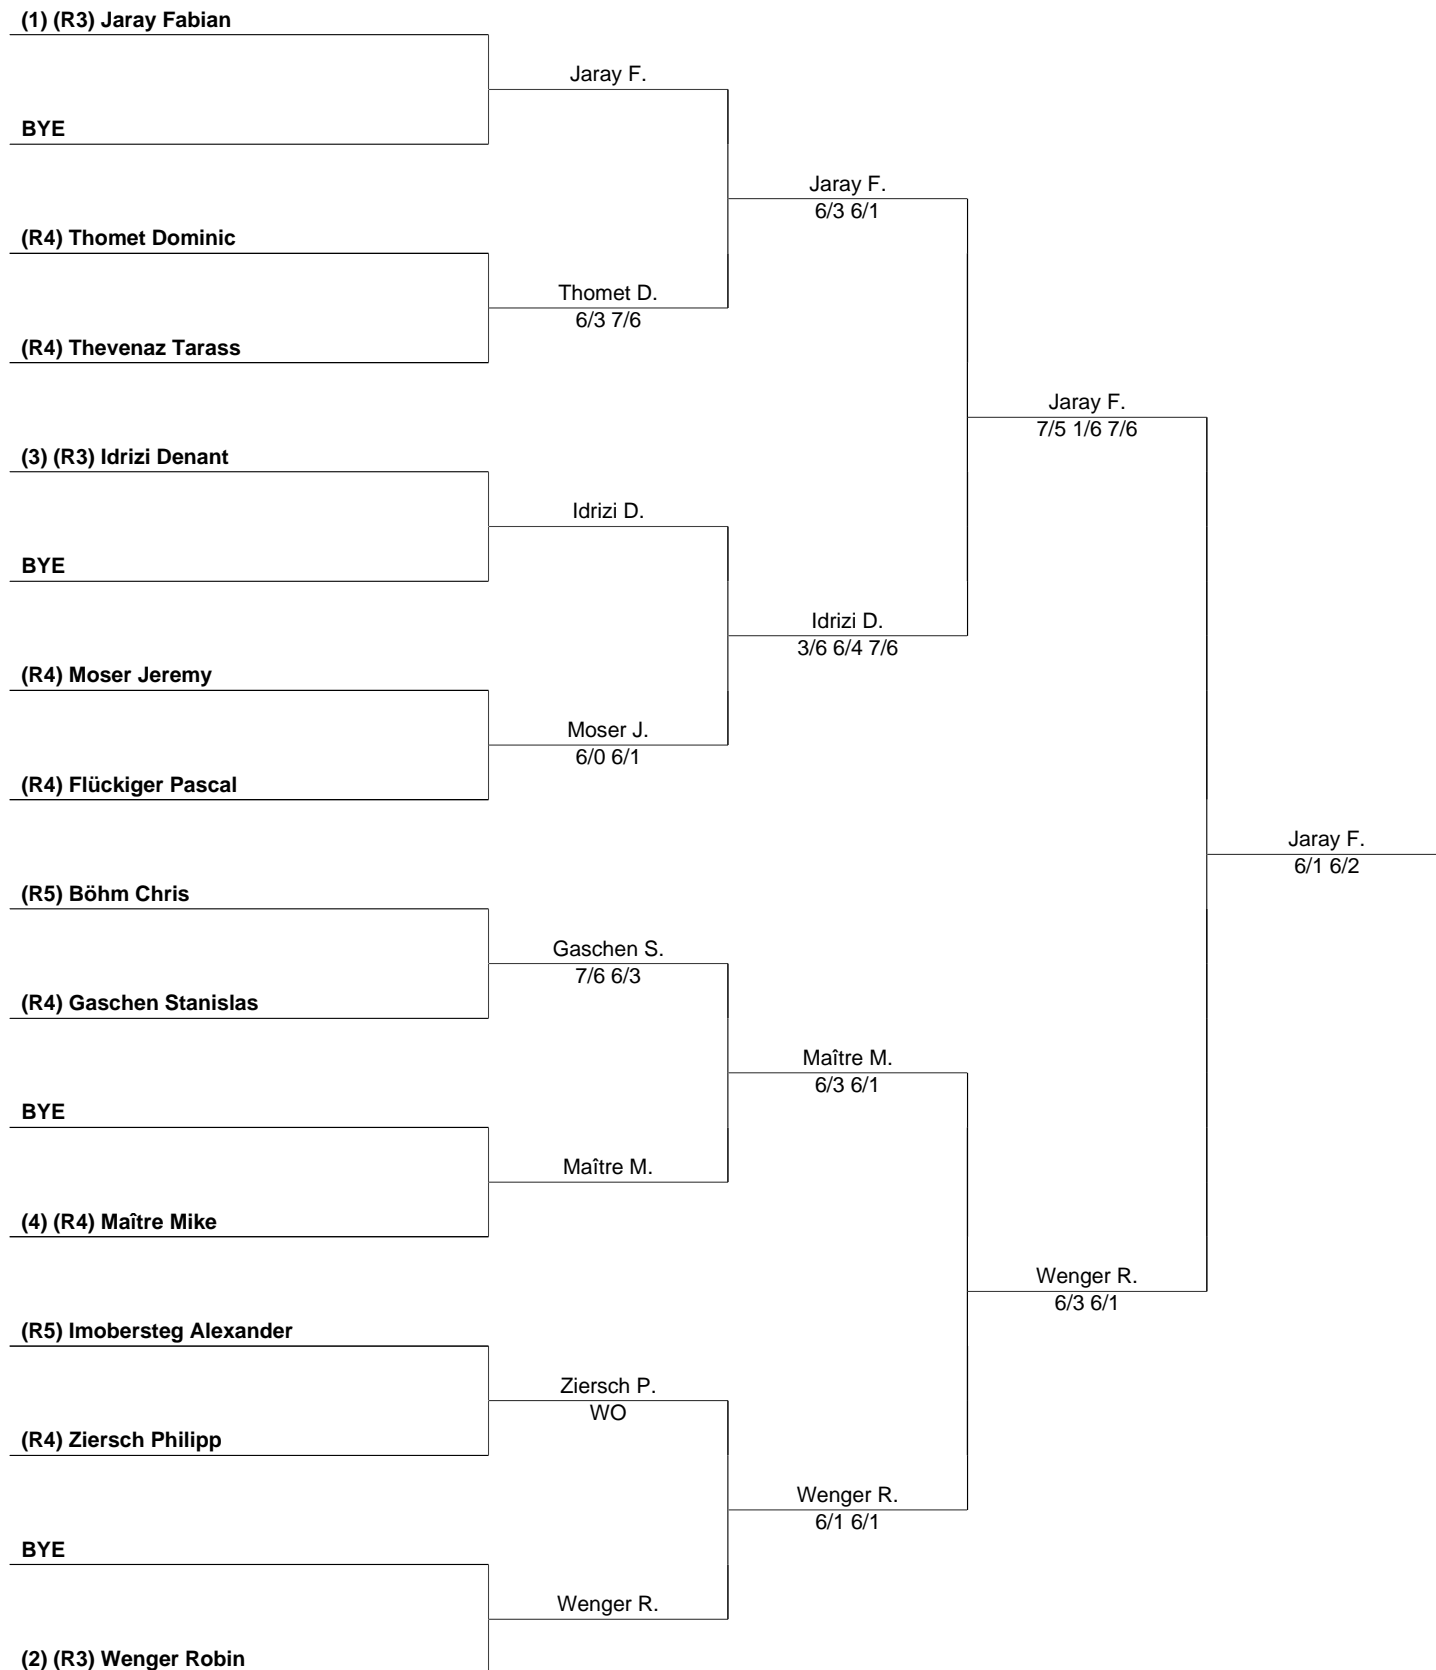 (1) (R3) Jaray Fabian
Jaray F.
BYE
Jaray F.
6/3 6/1
(R4) Thomet Dominic
Thomet D.
6/3 7/6
(R4) Thevenaz Tarass
Jaray F.
7/5 1/6 7/6
(3) (R3) Idrizi Denant
Idrizi D.
BYE
Idrizi D.
3/6 6/4 7/6
(R4) Moser Jeremy
Moser J.
6/0 6/1
(R4) Flückiger Pascal
Jaray F.
6/1 6/2
(R5) Böhm Chris
Gaschen S.
7/6 6/3
(R4) Gaschen Stanislas
Maître M.
6/3 6/1
BYE
Maître M.
(4) (R4) Maître Mike
Wenger R.
6/3 6/1
(R5) Imobersteg Alexander
Ziersch P.
WO
(R4) Ziersch Philipp
Wenger R.
6/1 6/1
BYE
Wenger R.
(2) (R3) Wenger Robin